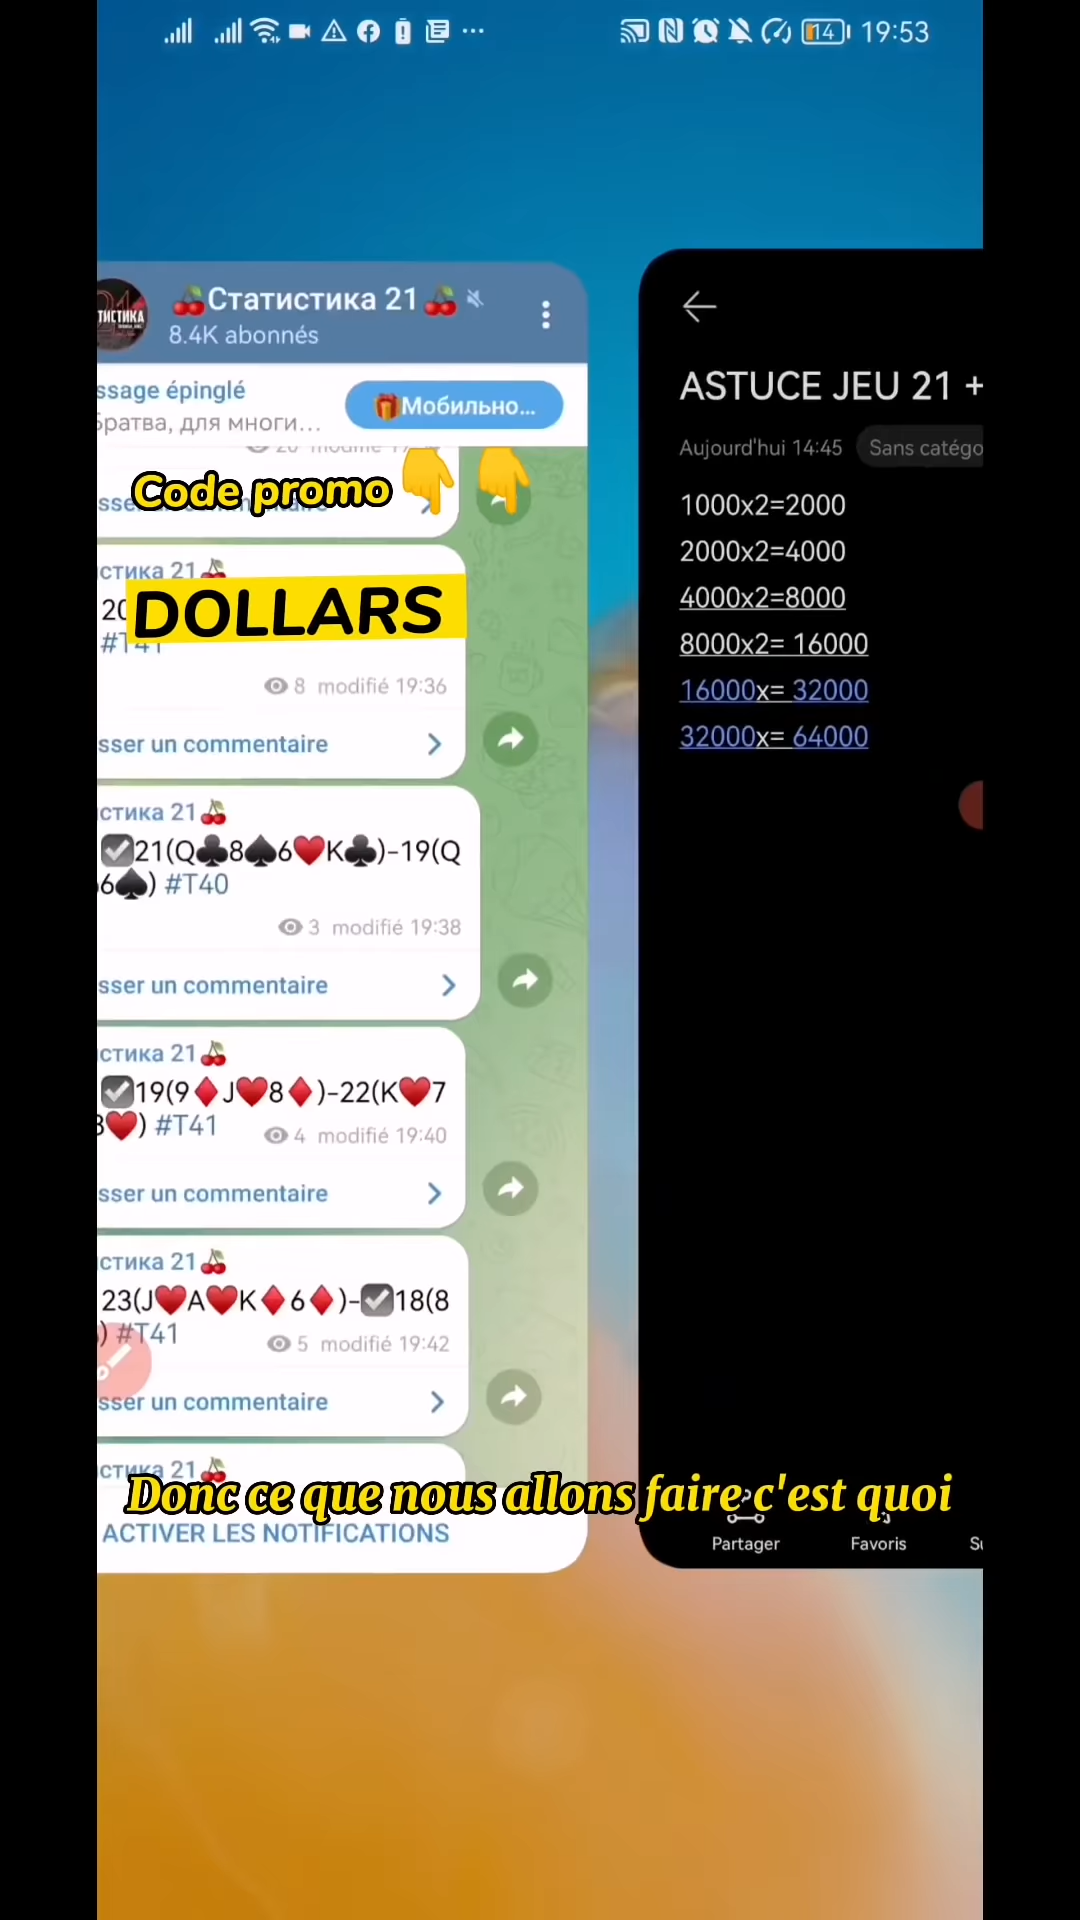 14 19:53
🍒Статистика 21🍒
8.4K abonnés
ssage épinglé
Братва, для многи...
🎁Мобильно...
Code promo
стика 21🍒
20
DOLLARS
#T41
8 modifié 19:36
sser un commentaire
стика 21🍒
☑21(Q♣8♠6♥K♣)-19(Q
6♠) #T40
3 modifié 19:38
sser un commentaire
стика 21🍒
☑19(9♦J♥8♦)-22(K♥7
8♥) #T41
4 modifié 19:40
sser un commentaire
стика 21🍒
23(J♥A♥K♦6♦)-☑18(8
) #T41
5 modifié 19:42
sser un commentaire
стика 21🍒
Donc ce que nous allons faire c'est quoi
ACTIVER LES NOTIFICATIONS
ASTUCE JEU 21 +
Aujourd'hui 14:45 Sans catégo
1000x2=2000
2000x2=4000
4000x2=8000
8000x2= 16000
16000x= 32000
32000x= 64000
Partager Favoris Su